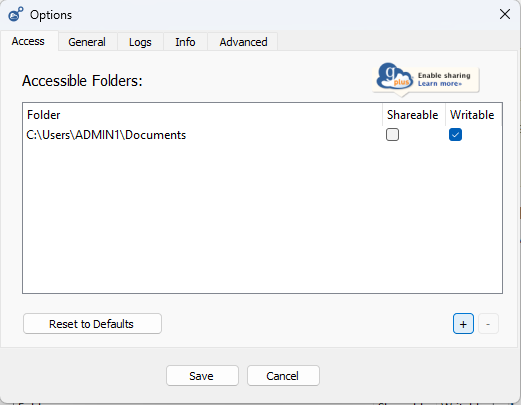 Options
Access General Logs Info Advanced
Accessible Folders:
g plus Enable sharing
Learn more+
Folder Shareable Writable
C:\Users\ADMIN1\Documents
Reset to Defaults + -
Save Cancel